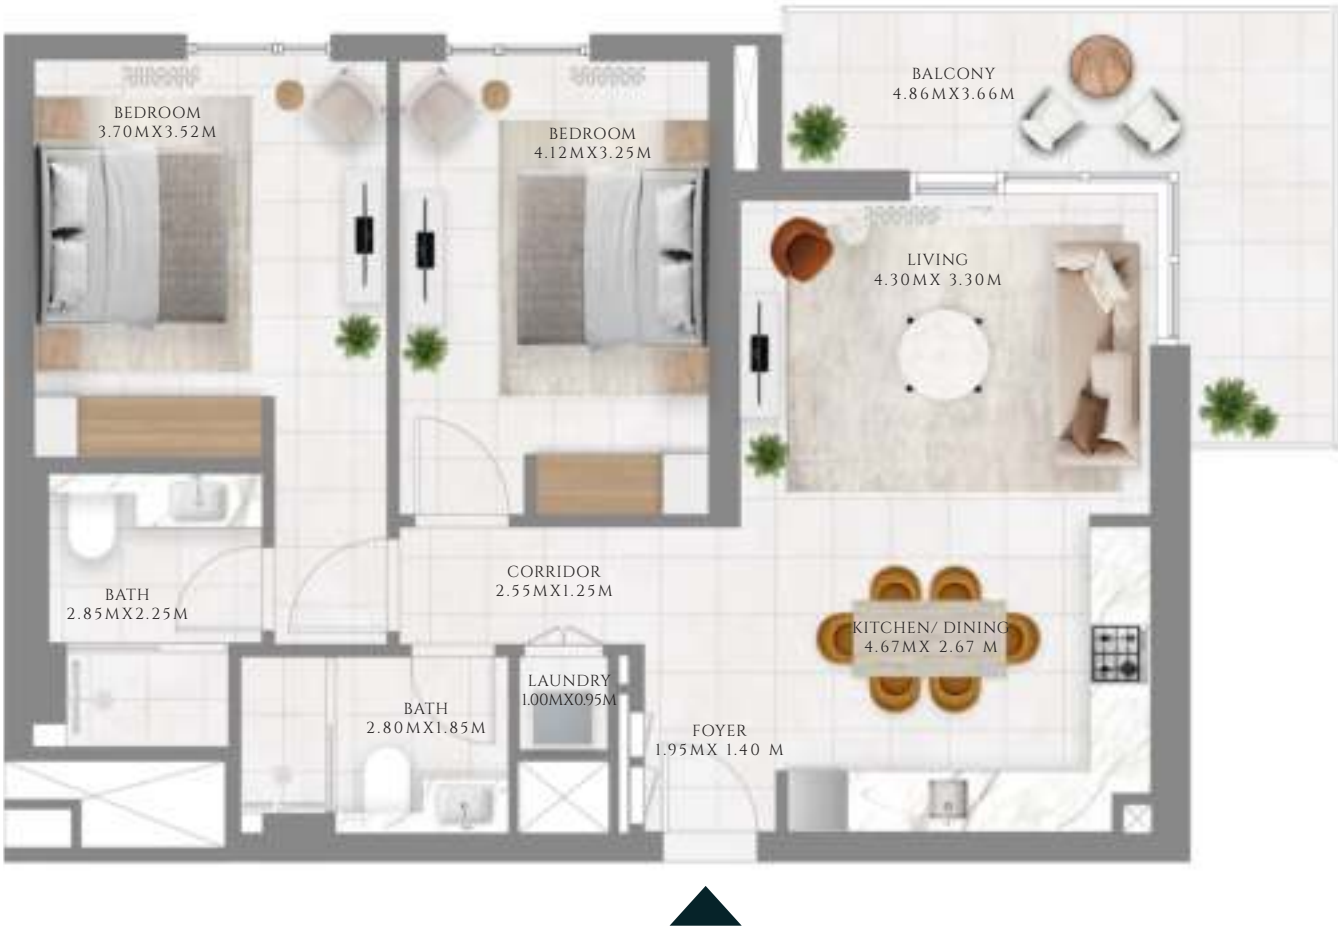 BEDROOM
3.70MX3.52M
BEDROOM
4.12MX3.25M
BALCONY
4.86MX3.66M
LIVING
4.30MX 3.30M
CORRIDOR
2.55MX1.25M
BATH
2.85MX2.25M
KITCHEN/ DINING
4.67MX 2.67 M
LAUNDRY
1.00MX0.95M
BATH
2.80MX1.85M
FOYER
1.95MX 1.40 M